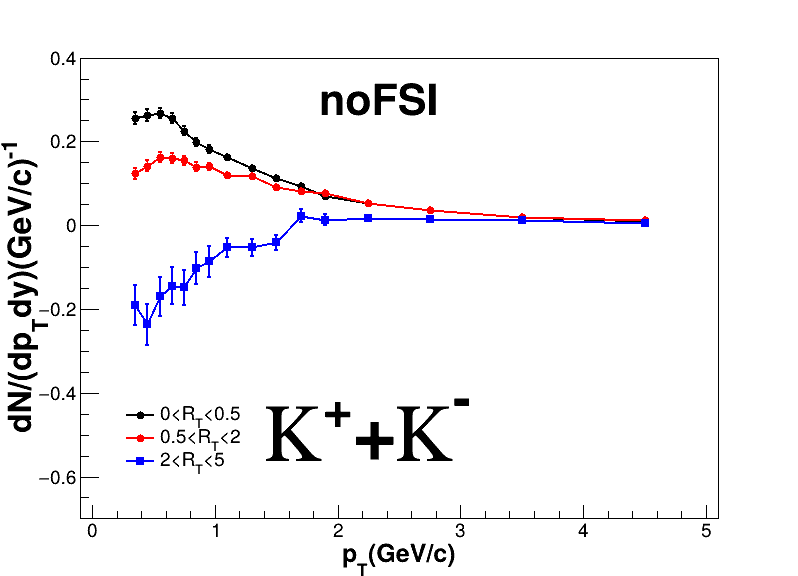 noFSI
dN/(dp_T dy)(GeV/c)^-1
0.4
0.2
0
−0.2
−0.4
−0.6
0<R_T<0.5
0.5<R_T<2
2<R_T<5
K^+ + K^-
0 1 2 3 4 5
p_T(GeV/c)